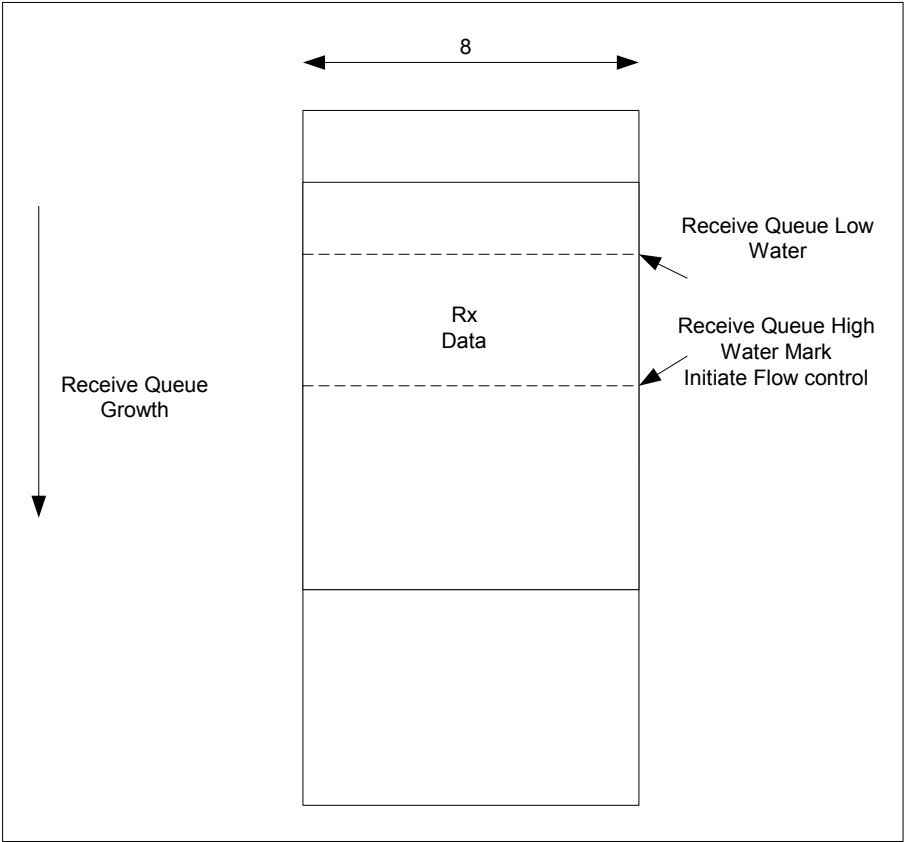 8
Receive Queue Low
Water
Rx
Data
Receive Queue High
Water Mark
Initiate Flow control
Receive Queue
Growth